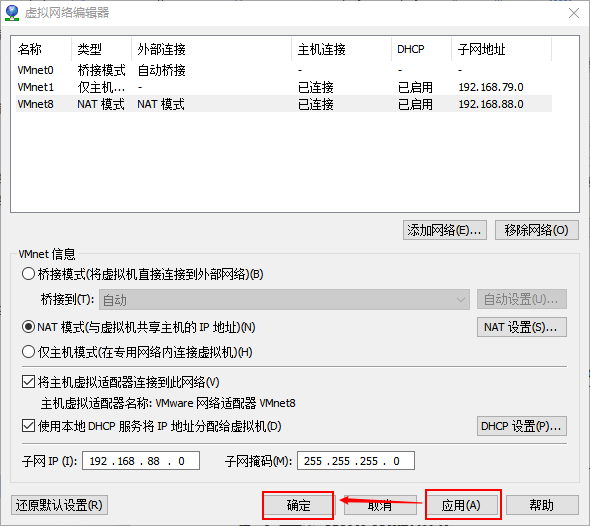 虚拟网络编辑器
名称 类型 外部连接 主机连接 DHCP 子网地址
VMnet0 桥接模式 自动桥接 - - -
VMnet1 仅主机... - 已连接 已启用 192.168.79.0
VMnet8 NAT 模式 NAT 模式 已连接 已启用 192.168.88.0
添加网络(E)... 移除网络(O)
VMnet 信息
桥接模式(将虚拟机直接连接到外部网络)(B)
桥接到(T): 自动 自动设置(U)...
NAT 模式(与虚拟机共享主机的 IP 地址)(N) NAT 设置(S)...
仅主机模式(在专用网络内连接虚拟机)(H)
将主机虚拟适配器连接到此网络(V)
主机虚拟适配器名称: VMware 网络适配器 VMnet8
使用本地 DHCP 服务将 IP 地址分配给虚拟机(D) DHCP 设置(P)...
子网 IP (I): 192 . 168 . 88 . 0 子网掩码(M): 255 . 255 . 255 . 0
还原默认设置(R) 确定 取消 应用(A) 帮助